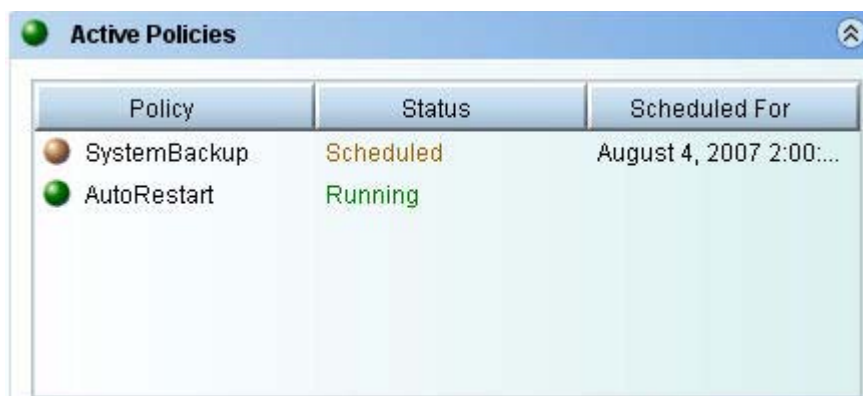 Active Policies
Policy Status Scheduled For
SystemBackup Scheduled August 4, 2007 2:00:...
AutoRestart Running